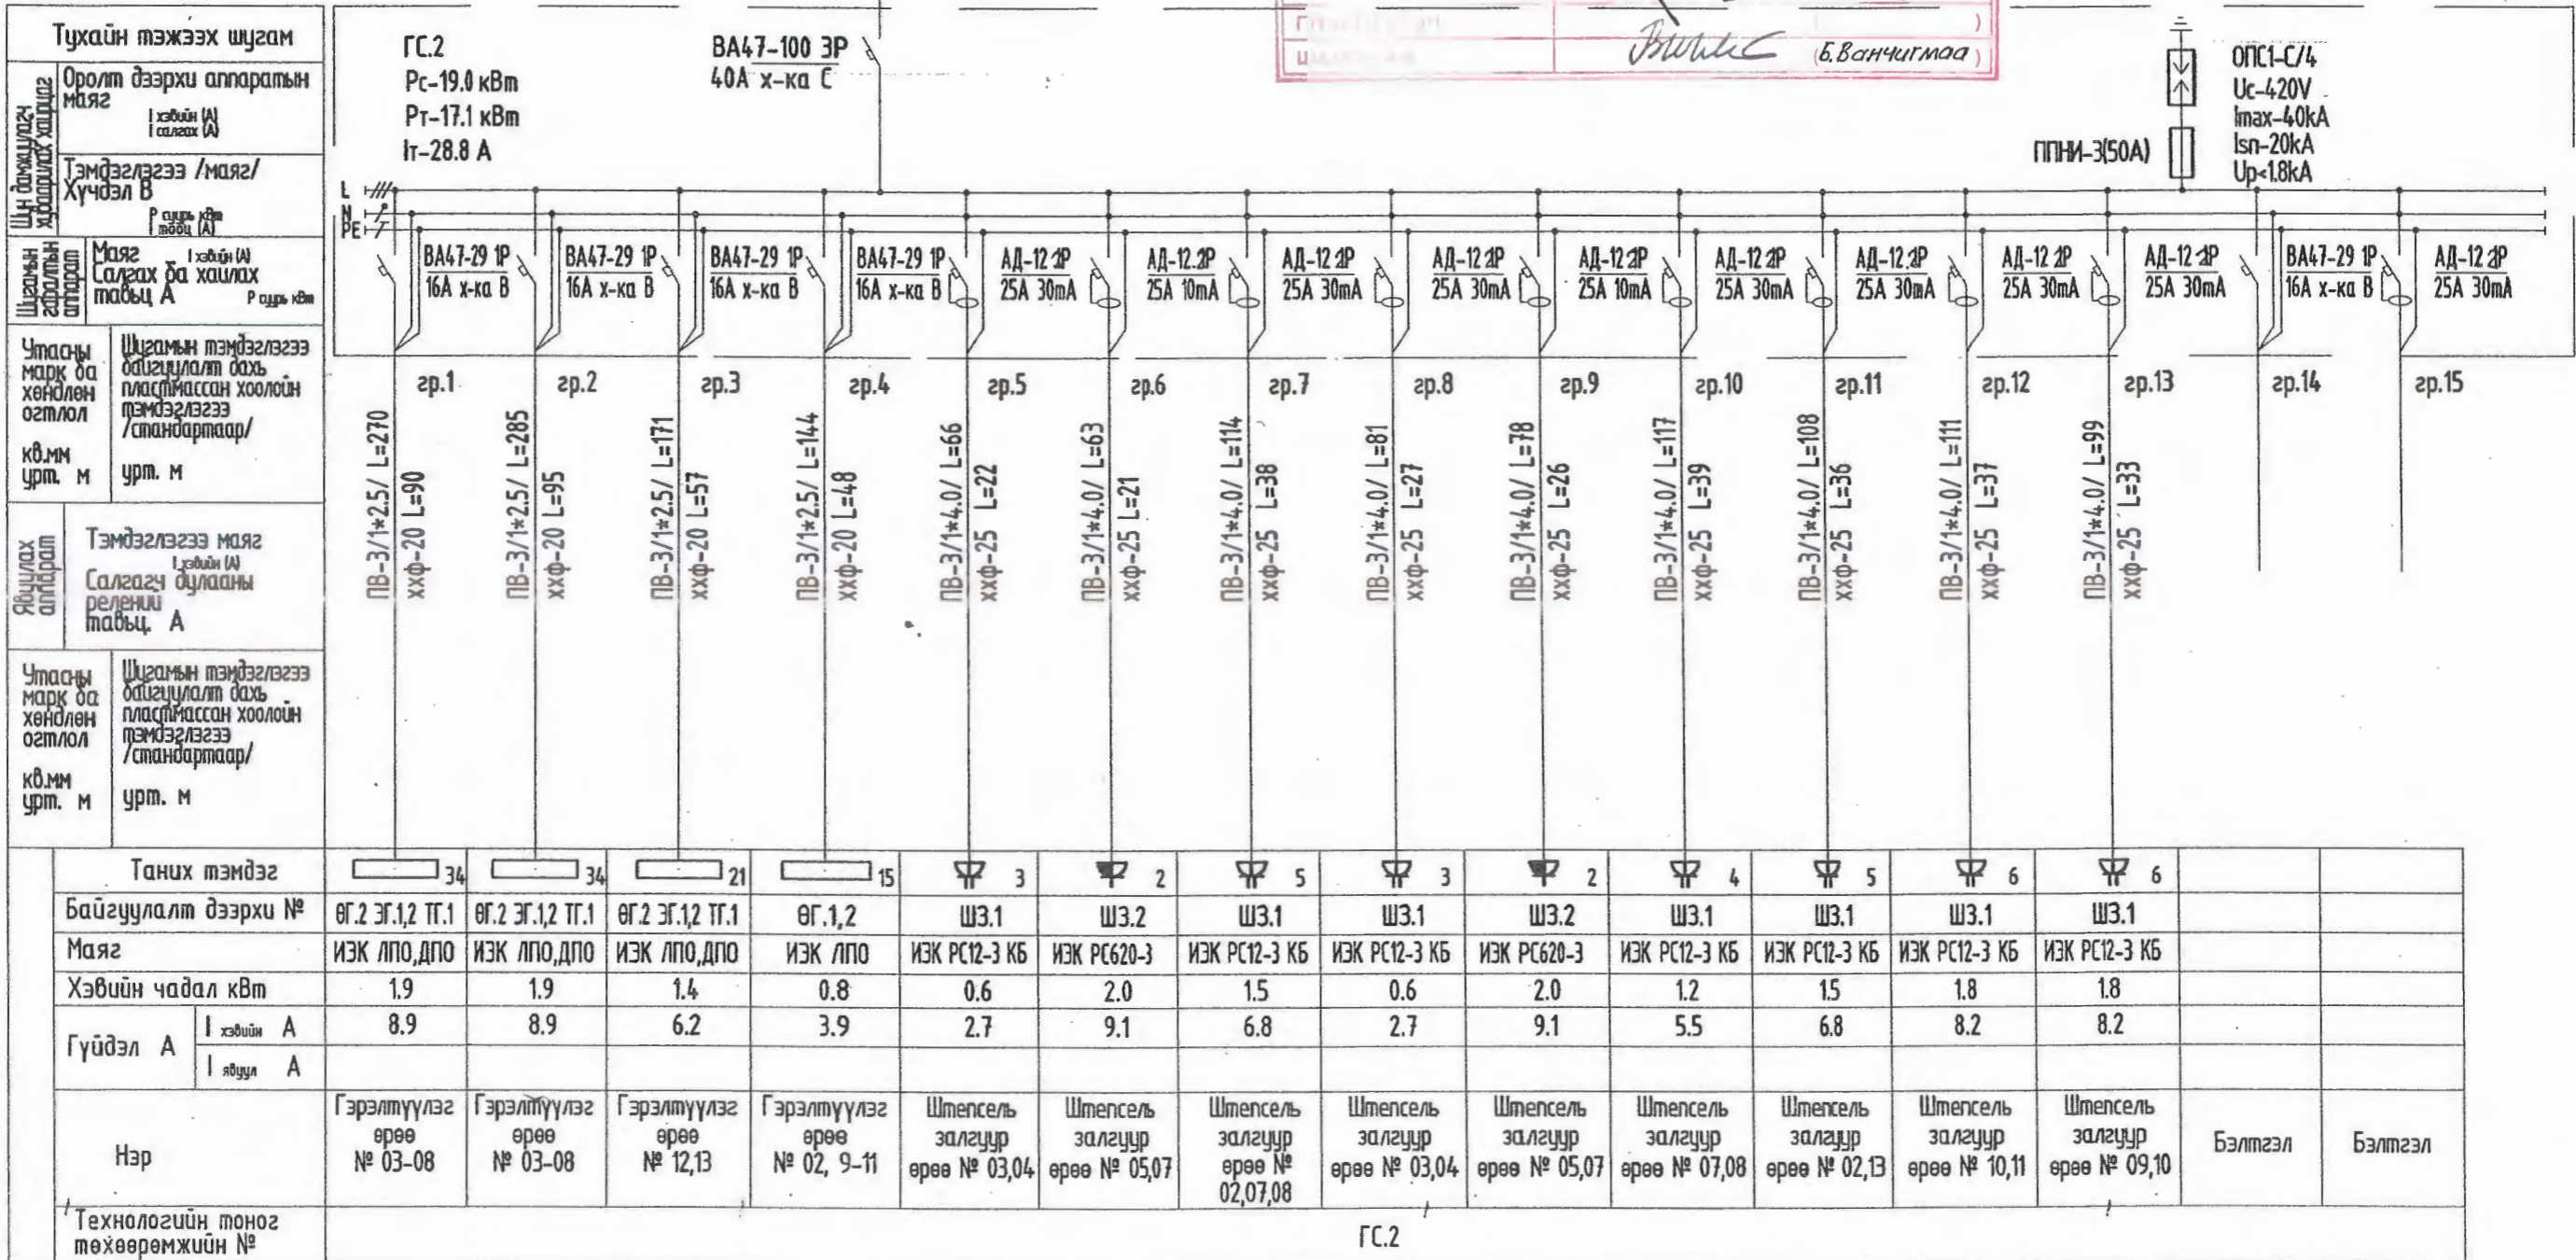 Тухайн тэжээх шугам
Шин дамжуулагч
хуваарилах хайрцаг
Оролт дээрхи аппаратын
маяг
I хэвийн (А)
I салгах (А)
Тэмдэглэгээ /маяг/
Хүчдэл В
Р суурь кВт
I тооц (А)
Шугамын
гаралтын
аппарат
Маяг I хэвийн (А)
Салгах ба хайлах
тавьц А Р суурь кВт
Утасны
марк ба
хөндлөн
огтлол
кв.мм
урт. м
Шугамын тэмдэглэгээ
байгуулалт дахь
пластмассан хоолойн
тэмдэглэгээ
/стандартаар/
урт. м
Явуулах
аппарат
Тэмдэглэгээ маяг
I хэвийн (А)
Салгагч дулааны
релений
тавьц. А
Утасны
марк ба
хөндлөн
огтлол
кв.мм
урт. м
Шугамын тэмдэглэгээ
байгуулалт дахь
пластмассан хоолойн
тэмдэглэгээ
/стандартаар/
урт. м
ГС.2
Рс-19.0 кВт
Рт-17.1 кВт
Iт-28.8 А
ВА47-100 3Р
40А х-ка С
(Б.Ванчигмаа)
ОПС1-С/4
Uc-420V
Imax-40kA
Isn-20kA
Up<1.8kA
ППНИ-3(50А)
L
N
PE
ВА47-29 1Р ВА47-29 1Р ВА47-29 1Р ВА47-29 1Р АД-12 2Р АД-12.2Р АД-12 2Р АД-12 2Р АД-12 2Р АД-12 2Р АД-12.2Р АД-12 2Р АД-12 2Р ВА47-29 1Р АД-12 2Р
16А х-ка В 16А х-ка В 16А х-ка В 16А х-ка В 25А 30mA 25А 10mA 25А 30mA 25А 30mA 25А 10mA 25А 30mA 25А 30mA 25А 30mA 25А 30mA 16А х-ка В 25А 30mA
гр.1 гр.2 гр.3 гр.4 гр.5 гр.6 гр.7 гр.8 гр.9 гр.10 гр.11 гр.12 гр.13 гр.14 гр.15
ПВ-3/1*2.5/ L=270
ххф-20 L=90
ПВ-3/1*2.5/ L=285
ххф-20 L=95
ПВ-3/1*2.5/ L=171
ххф-20 L=57
ПВ-3/1*2.5/ L=144
ххф-20 L=48
ПВ-3/1*4.0/ L=66
ххф-25 L=22
ПВ-3/1*4.0/ L=63
ххф-25 L=21
ПВ-3/1*4.0/ L=114
ххф-25 L=38
ПВ-3/1*4.0/ L=81
ххф-25 L=27
ПВ-3/1*4.0/ L=78
ххф-25 L=26
ПВ-3/1*4.0/ L=117
ххф-25 L=39
ПВ-3/1*4.0/ L=108
ххф-25 L=36
ПВ-3/1*4.0/ L=111
ххф-25 L=37
ПВ-3/1*4.0/ L=99
ххф-25 L=33
Таних тэмдэг 34 34 21 15 3 2 5 3 2 4 5 6 6
Байгуулалт дээрхи № ӨГ.2 ЭГ.1,2 ТГ.1 ӨГ.2 ЭГ.1,2 ТГ.1 ӨГ.2 ЭГ.1,2 ТГ.1 ӨГ.1,2 ШЗ.1 ШЗ.2 ШЗ.1 ШЗ.1 ШЗ.2 ШЗ.1 ШЗ.1 ШЗ.1 ШЗ.1
Маяг ИЭК ЛПО,ДПО ИЭК ЛПО,ДПО ИЭК ЛПО,ДПО ИЭК ЛПО ИЭК РС12-3 КБ ИЭК РС620-3 ИЭК РС12-3 КБ ИЭК РС12-3 КБ ИЭК РС620-3 ИЭК РС12-3 КБ ИЭК РС12-3 КБ ИЭК РС12-3 КБ ИЭК РС12-3 КБ
Хэвийн чадал кВт 1.9 1.9 1.4 0.8 0.6 2.0 1.5 0.6 2.0 1.2 1.5 1.8 1.8
Гүйдэл А
I хэвийн А 8.9 8.9 6.2 3.9 2.7 9.1 6.8 2.7 9.1 5.5 6.8 8.2 8.2
I явуул А
Нэр
Гэрэлтүүлэг
өрөө
№ 03-08
Гэрэлтүүлэг
өрөө
№ 03-08
Гэрэлтүүлэг
өрөө
№ 12,13
Гэрэлтүүлэг
өрөө
№ 02, 9-11
Штепсель
залгуур
өрөө № 03,04
Штепсель
залгуур
өрөө № 05,07
Штепсель
залгуур
өрөө №
02,07,08
Штепсель
залгуур
өрөө № 03,04
Штепсель
залгуур
өрөө № 05,07
Штепсель
залгуур
өрөө № 07,08
Штепсель
залгуур
өрөө № 02,13
Штепсель
залгуур
өрөө № 10,11
Штепсель
залгуур
өрөө № 09,10
Бэлтгэл
Бэлтгэл
Технологийн тоног
төхөөрөмжийн №
ГС.2